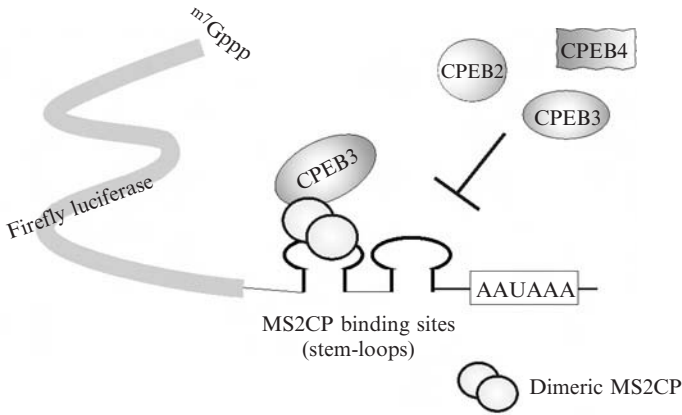 m7Gppp
CPEB4
CPEB2
CPEB3
CPEB3
Firefly luciferase
AAUAAA
MS2CP binding sites
(stem-loops)
Dimeric MS2CP